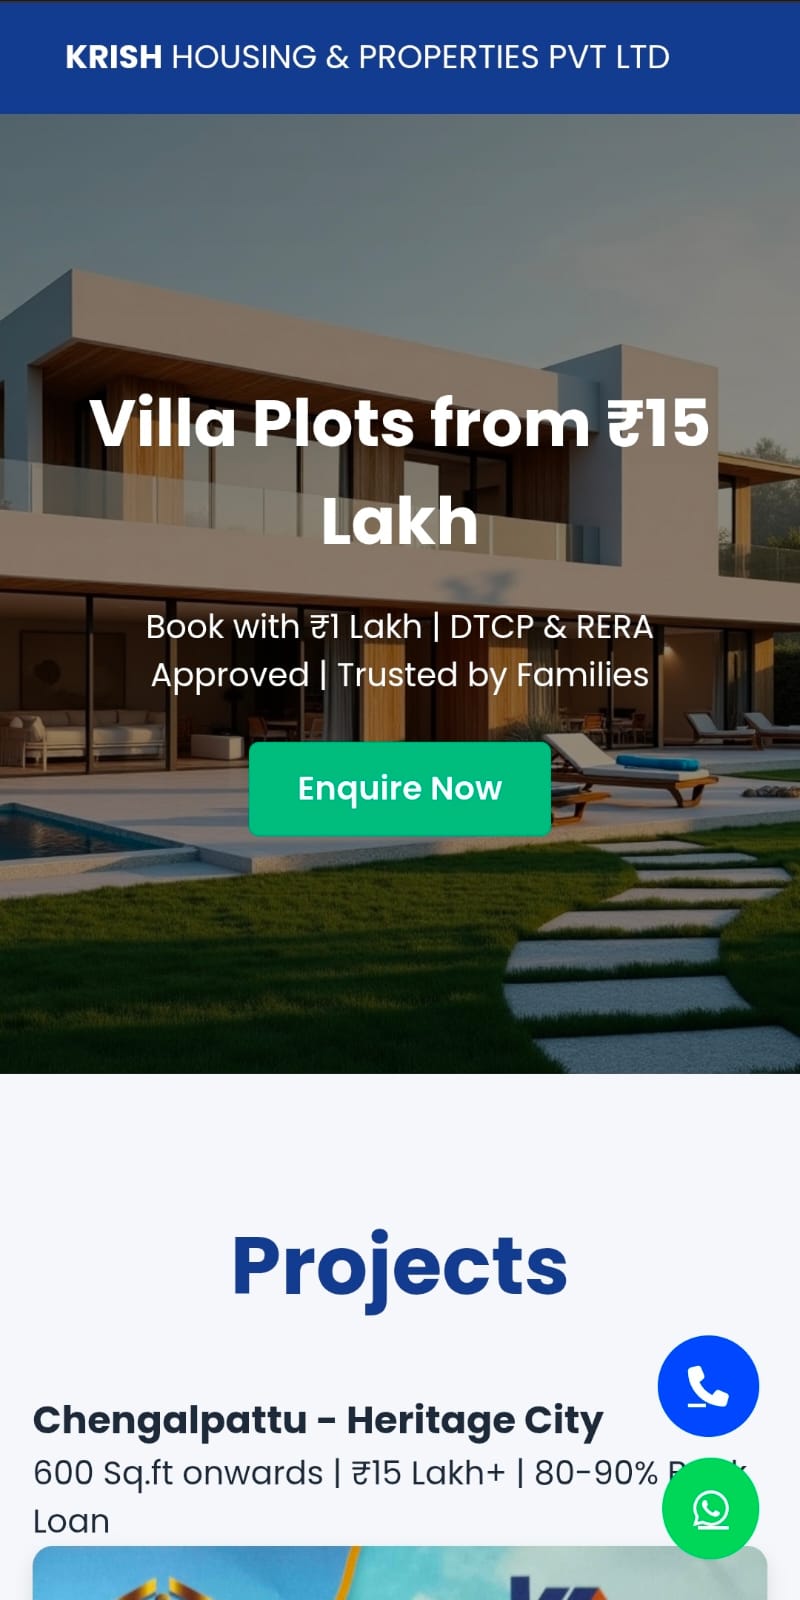 KRISH HOUSING & PROPERTIES PVT LTD
Villa Plots from ₹15
Lakh
Book with ₹1 Lakh | DTCP & RERA
Approved | Trusted by Families
Enquire Now
Projects
Chengalpattu - Heritage City
600 Sq.ft onwards | ₹15 Lakh+ | 80-90%
Loan